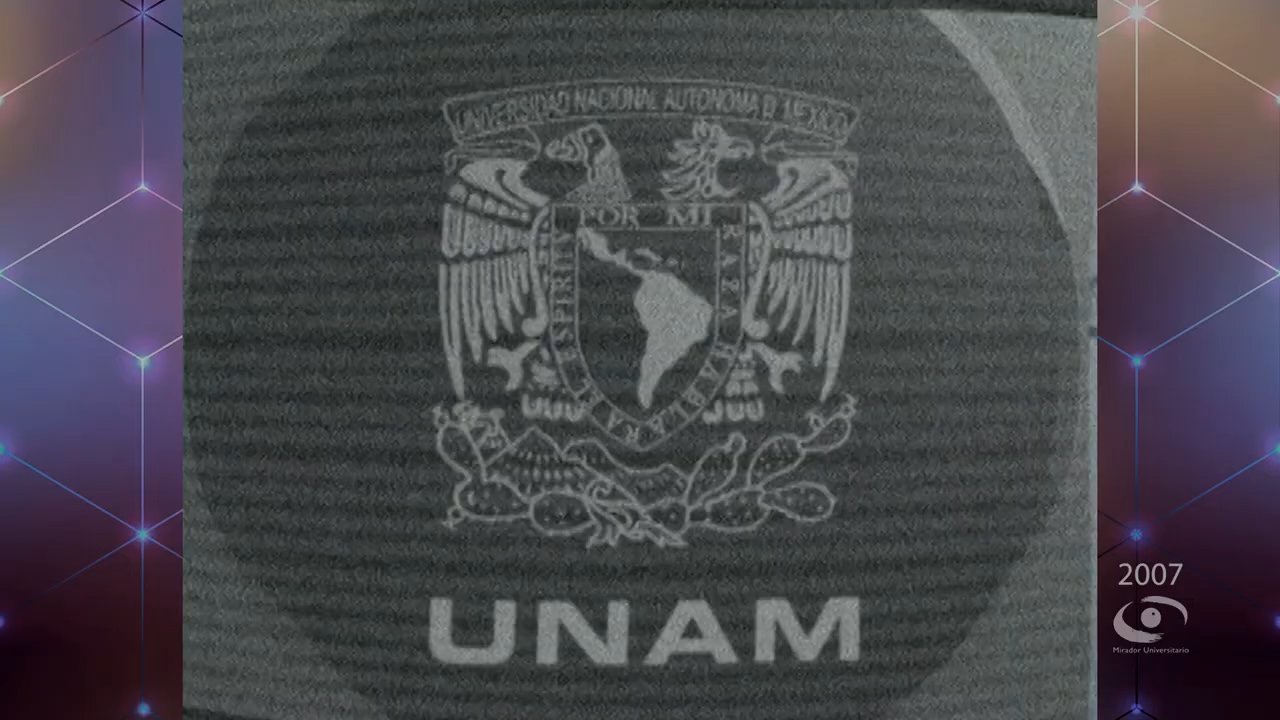 UNIVERSIDAD NACIONAL AUTONOMA D MEXICO
POR MI
RAZA HABLARA
EL ESPIRITU
UNAM
2007
Mirador Universitario